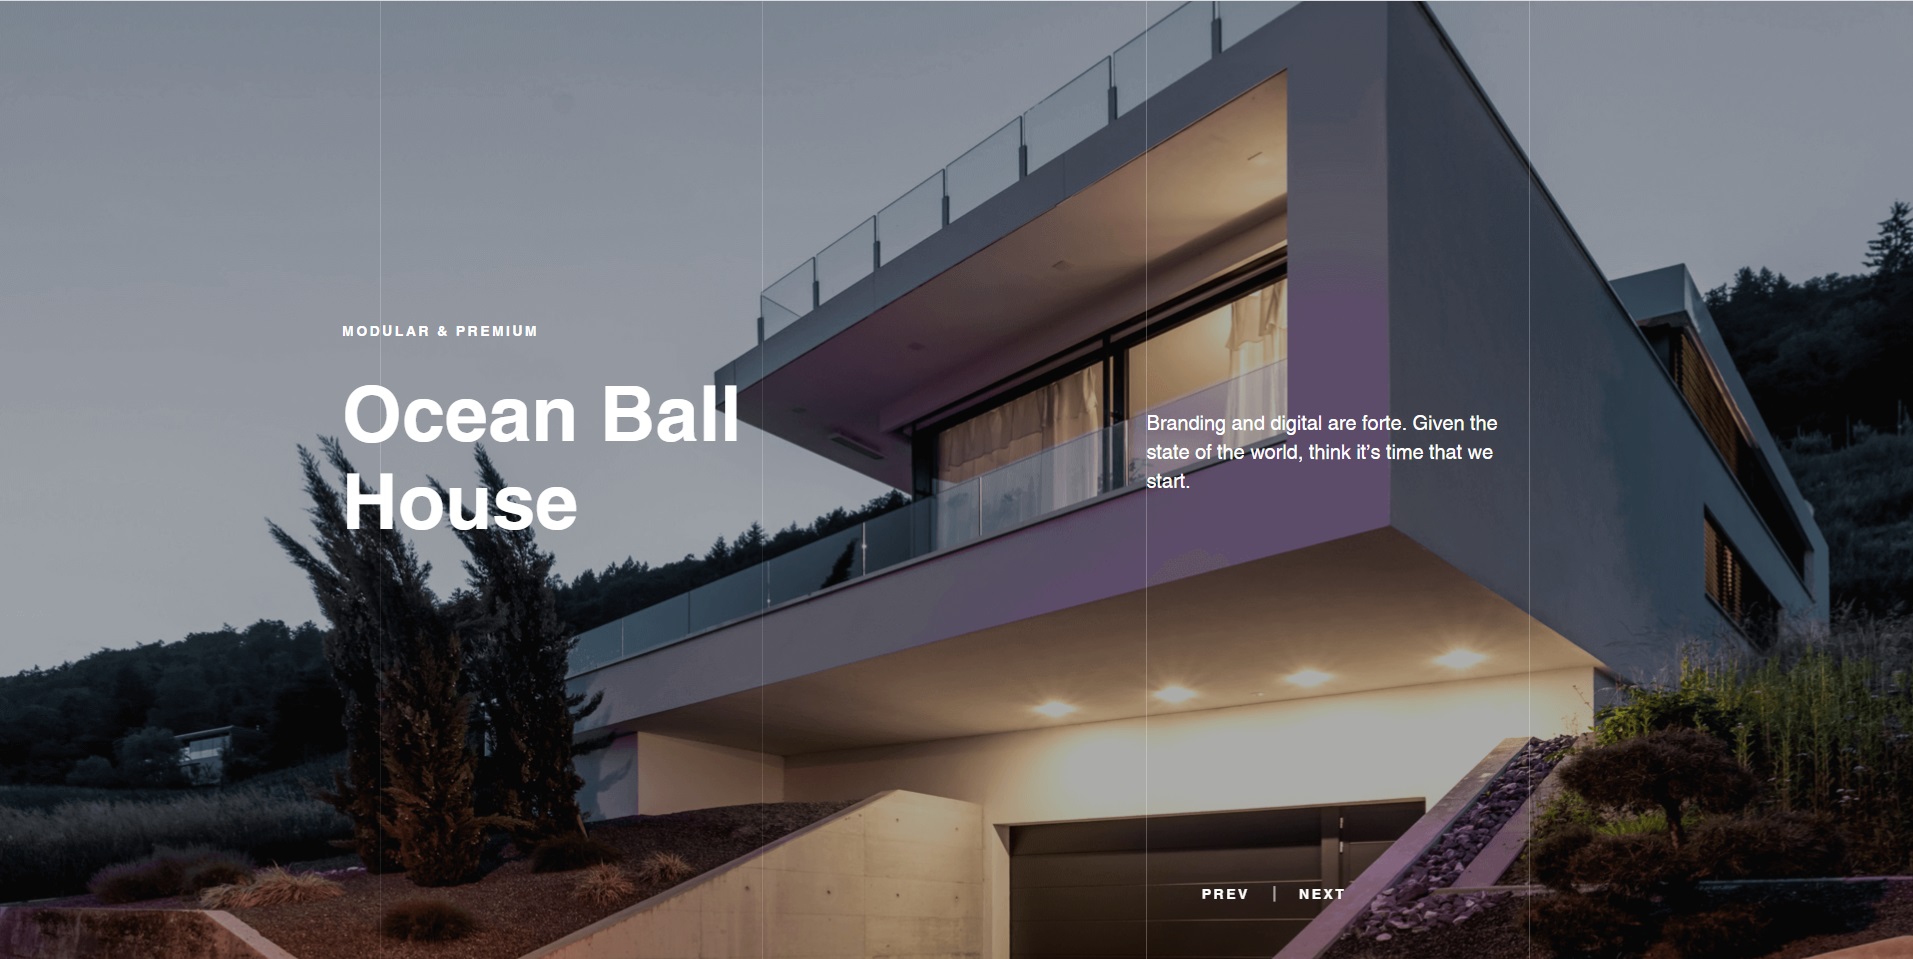 MODULAR & PREMIUM
Ocean Ball
House
Branding and digital are forte. Given the
state of the world, think it’s time that we
start.
PREV | NEXT